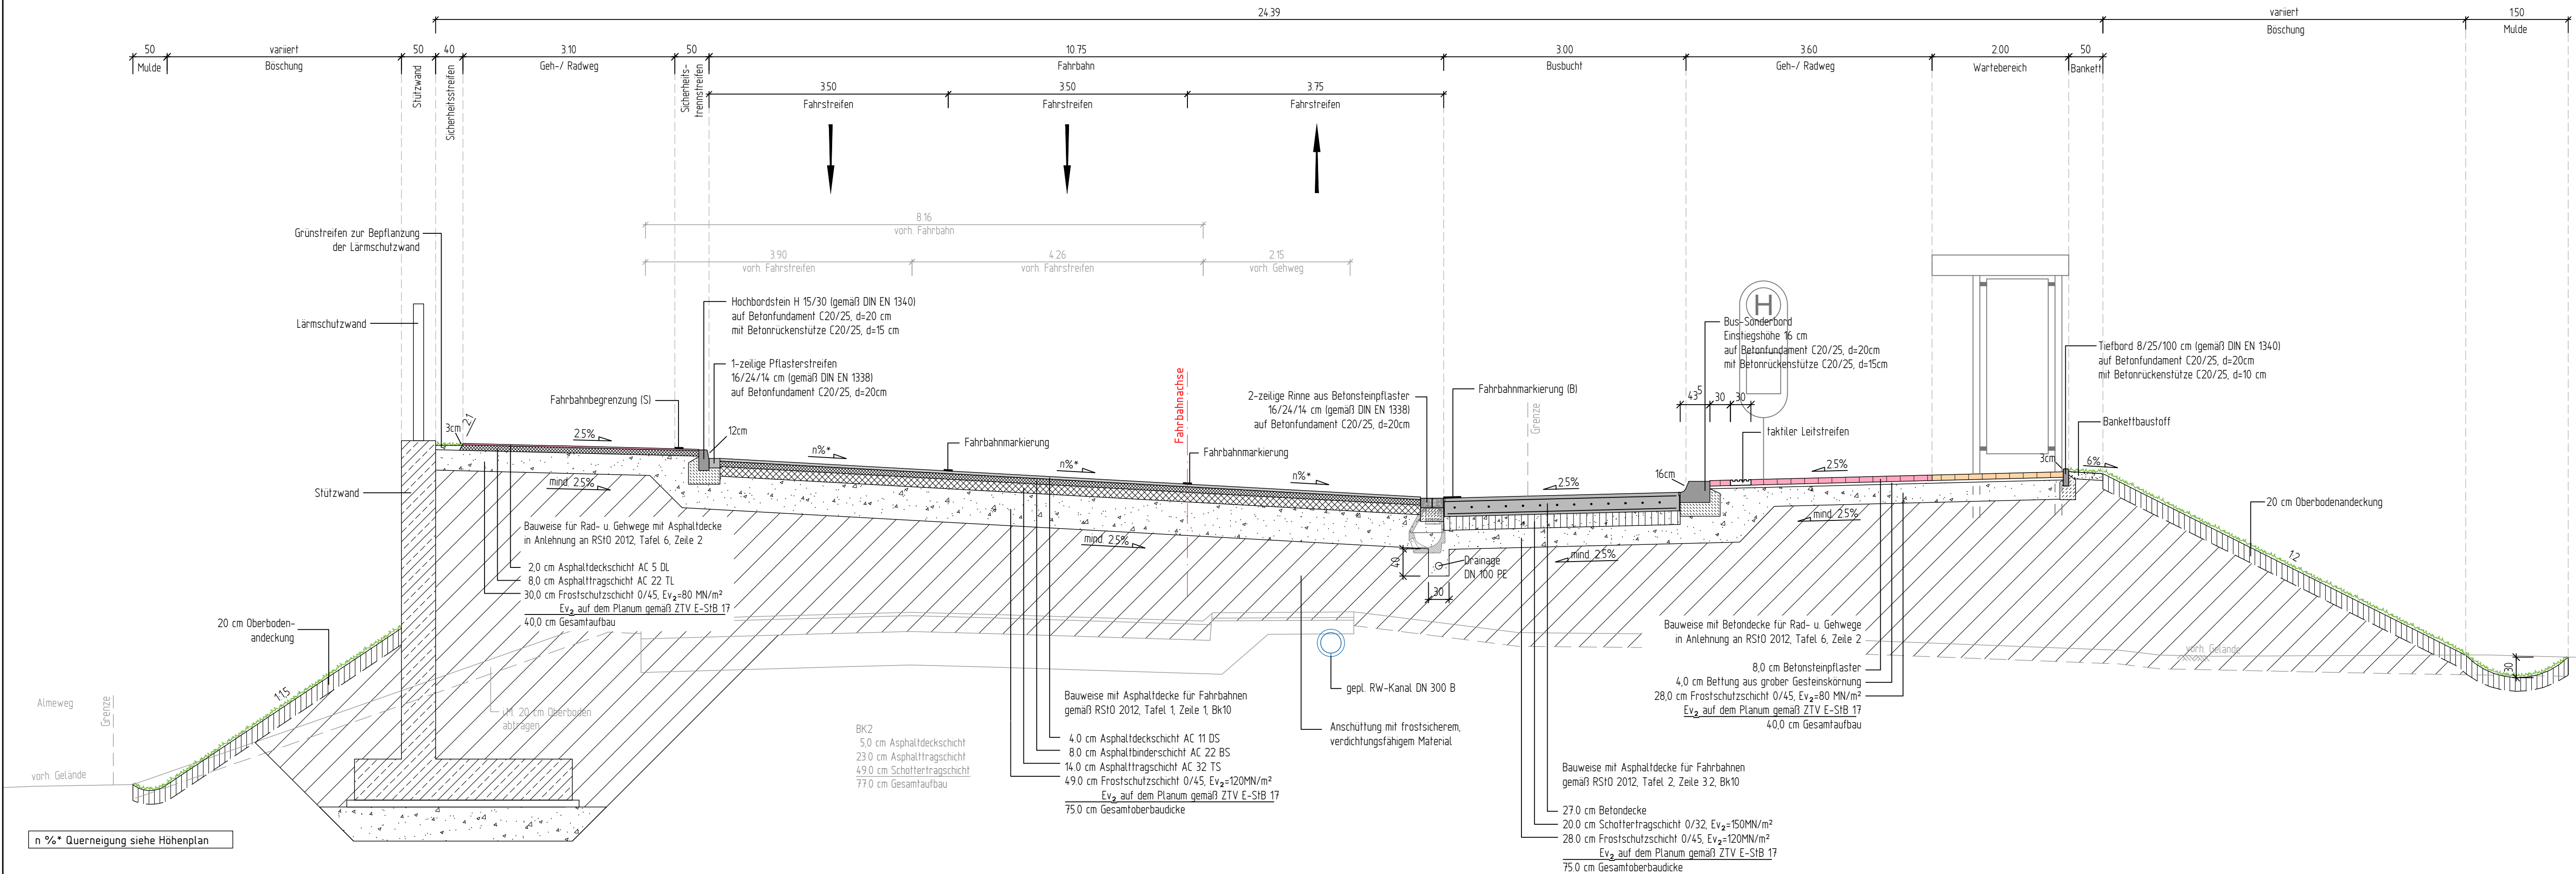 24.39
variiert
Böschung
1.50
Mulde
50
Mulde
variiert
Böschung
50
Stützwand
40
Sicherheitsstreifen
3.10
Geh-/ Radweg
50
Sicherheits-
trennstreifen
10.75
Fahrbahn
3.00
Busbucht
3.60
Geh-/ Radweg
2.00
Wartebereich
50
Bankett
3.50
Fahrstreifen
3.50
Fahrstreifen
3.75
Fahrstreifen
8.16
vorh. Fahrbahn
3.90
vorh. Fahrstreifen
4.26
vorh. Fahrstreifen
2.15
vorh. Gehweg
Grünstreifen zur Bepflanzung
der Lärmschutzwand
Lärmschutzwand
Hochbordstein H 15/30 (gemäß DIN EN 1340)
auf Betonfundament C20/25, d=20 cm
mit Betonrückenstütze C20/25, d=15 cm
1-zeilige Pflasterstreifen
16/24/14 cm (gemäß DIN EN 1338)
auf Betonfundament C20/25, d=20cm
Fahrbahnbegrenzung (S)
12cm
3cm
2:1
2.5%
n%*
Fahrbahnmarkierung
n%*
Fahrbahnachse
Fahrbahnmarkierung
n%*
2-zeilige Rinne aus Betonsteinpflaster
16/24/14 cm (gemäß DIN EN 1338)
auf Betonfundament C20/25, d=20cm
Fahrbahnmarkierung (B)
Grenze
H
Bus-Sonderbord
Einstiegshöhe 16 cm
auf Betonfundament C20/25, d=20cm
mit Betonrückenstütze C20/25, d=15cm
43⁵
30
30
taktiler Leitstreifen
Tiefbord 8/25/100 cm (gemäß DIN EN 1340)
auf Betonfundament C20/25, d=20cm
mit Betonrückenstütze C20/25, d=10 cm
Bankettbaustoff
3cm
6%
2.5%
16cm
2.5%
Stützwand
mind. 2.5%
mind. 2.5%
mind. 2.5%
mind. 2.5%
40
30
Drainage
DN 100 PE
20 cm Oberbodenandeckung
1:2
Bauweise für Rad- u. Gehwege mit Asphaltdecke
in Anlehnung an RStO 2012, Tafel 6, Zeile 2
2,0 cm Asphaltdeckschicht AC 5 DL
8,0 cm Asphalttragschicht AC 22 TL
30,0 cm Frostschutzschicht 0/45, Ev₂=80 MN/m²
Ev₂ auf dem Planum gemäß ZTV E-StB 17
40,0 cm Gesamtaufbau
20 cm Oberboden-
andeckung
1:1.5
Almeweg
Grenze
vorh. Gelände
i.M. 20 cm Oberboden
abtragen
BK2
5,0 cm Asphaltdeckschicht
23.0 cm Asphalttragschicht
49.0 cm Schottertragschicht
77.0 cm Gesamtaufbau
Bauweise mit Asphaltdecke für Fahrbahnen
gemäß RStO 2012, Tafel 1, Zeile 1, Bk10
4.0 cm Asphaltdeckschicht AC 11 DS
8.0 cm Asphaltbinderschicht AC 22 BS
14.0 cm Asphalttragschicht AC 32 TS
49.0 cm Frostschutzschicht 0/45, Ev₂=120MN/m²
Ev₂ auf dem Planum gemäß ZTV E-StB 17
75.0 cm Gesamtoberbaudicke
gepl. RW-Kanal DN 300 B
Anschüttung mit frostsicherem,
verdichtungsfähigem Material
Bauweise mit Betondecke für Rad- u. Gehwege
in Anlehnung an RStO 2012, Tafel 6, Zeile 2
8,0 cm Betonsteinpflaster
4,0 cm Bettung aus grober Gesteinskörnung
28,0 cm Frostschutzschicht 0/45, Ev₂=80 MN/m²
Ev₂ auf dem Planum gemäß ZTV E-StB 17
40,0 cm Gesamtaufbau
vorh. Gelände
30
Bauweise mit Asphaltdecke für Fahrbahnen
gemäß RStO 2012, Tafel 2, Zeile 3.2, Bk10
27.0 cm Betondecke
20.0 cm Schottertragschicht 0/32, Ev₂=150MN/m²
28.0 cm Frostschutzschicht 0/45, Ev₂=120MN/m²
Ev₂ auf dem Planum gemäß ZTV E-StB 17
75.0 cm Gesamtoberbaudicke
n %* Querneigung siehe Höhenplan